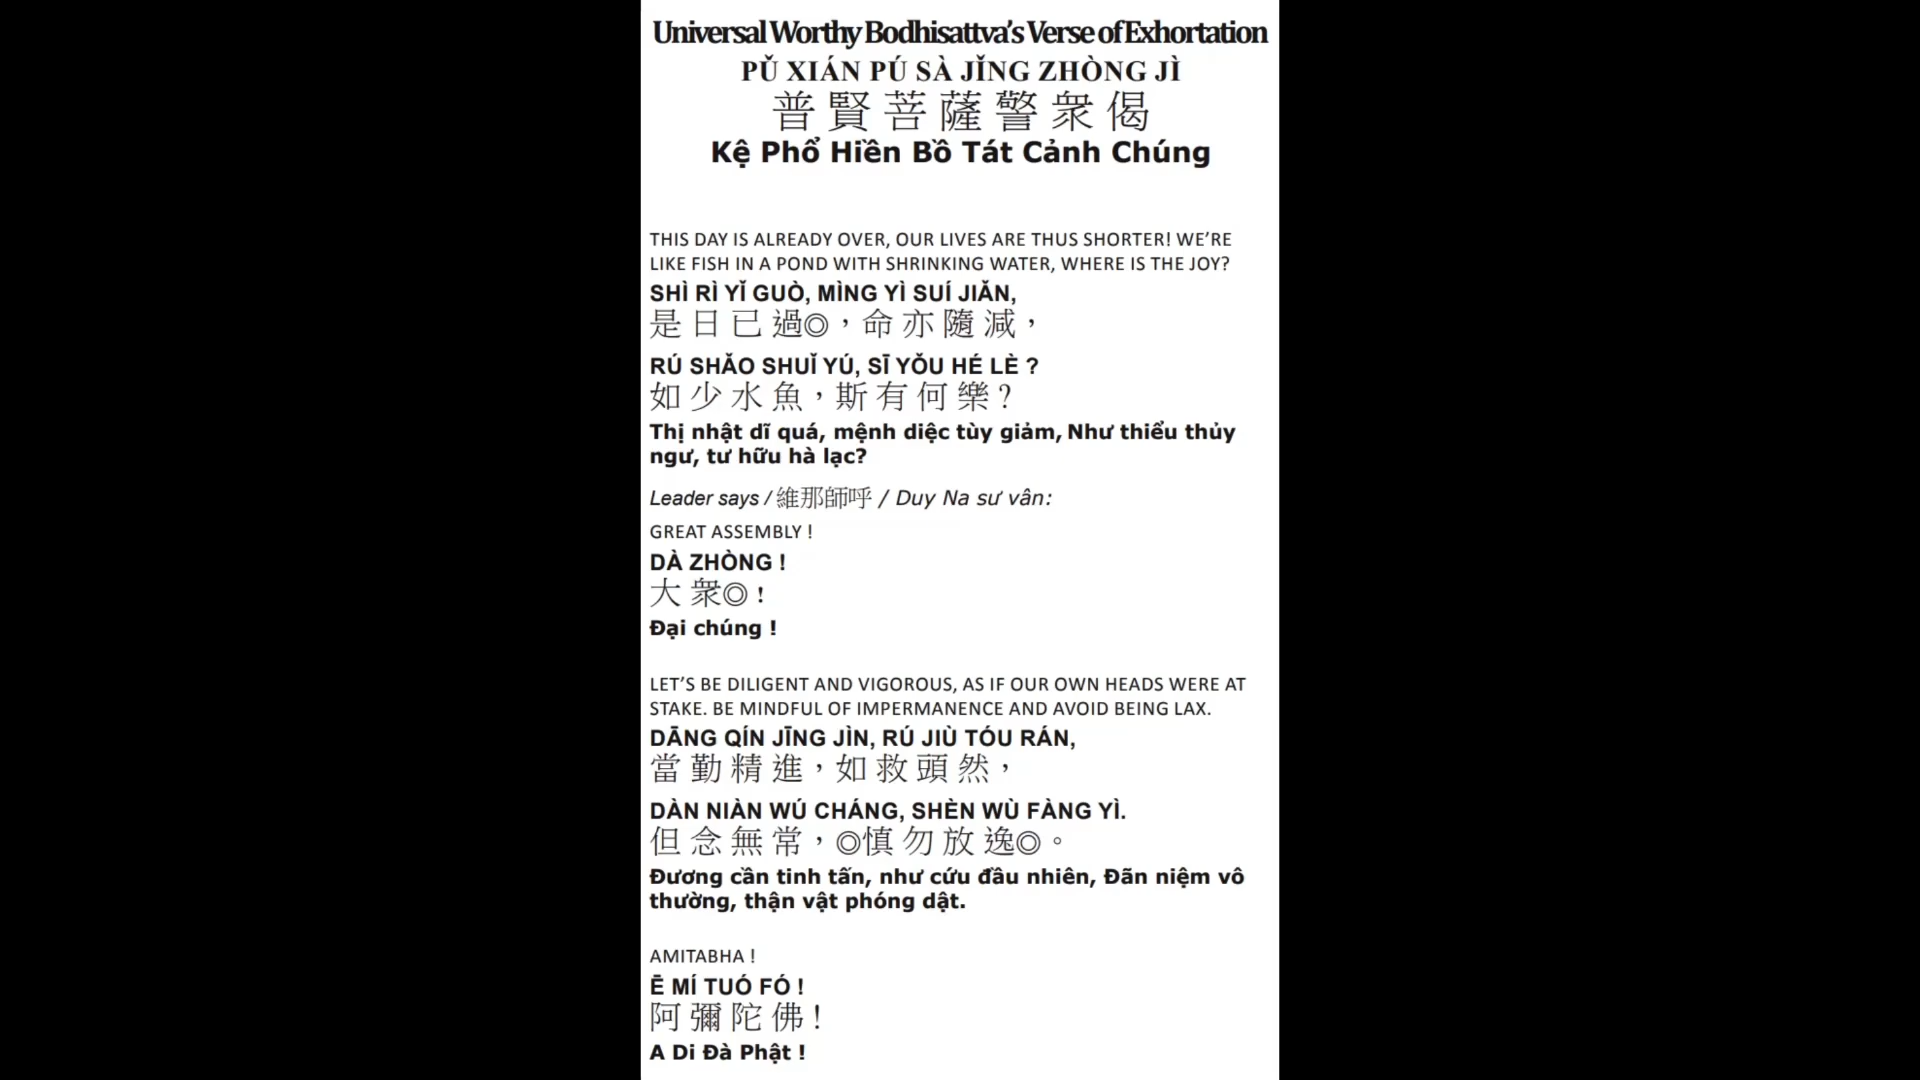 Universal Worthy Bodhisattva's Verse of Exhortation
PǓ XIÁN PÚ SÀ JǏNG ZHÒNG JÌ
普賢菩薩警衆偈
Kệ Phổ Hiền Bồ Tát Cảnh Chúng
THIS DAY IS ALREADY OVER, OUR LIVES ARE THUS SHORTER! WE'RE
LIKE FISH IN A POND WITH SHRINKING WATER, WHERE IS THE JOY?
SHÌ RÌ YǏ GUÒ, MÌNG YÌ SUÍ JIǍN,
是日已過◎，命亦隨減，
RÚ SHǍO SHUǏ YÚ, SĪ YǑU HÉ LÈ ?
如少水魚，斯有何樂?
Thị nhật dĩ quá, mệnh diệc tùy giảm, Như thiểu thủy
ngư, tư hữu hà lạc?
Leader says / 維那師呼 / Duy Na sư vân:
GREAT ASSEMBLY !
DÀ ZHÒNG !
大衆◎ !
Đại chúng !
LET'S BE DILIGENT AND VIGOROUS, AS IF OUR OWN HEADS WERE AT
STAKE. BE MINDFUL OF IMPERMANENCE AND AVOID BEING LAX.
DĀNG QÍN JĪNG JÌN, RÚ JIÙ TÓU RÁN,
當勤精進，如救頭然，
DÀN NIÀN WÚ CHÁNG, SHÈN WÙ FÀNG YÌ.
但念無常，◎慎勿放逸◎。
Đương cần tinh tấn, như cứu đầu nhiên, Đãn niệm vô
thường, thận vật phóng dật.
AMITABHA !
Ē MÍ TUÓ FÓ !
阿彌陀佛!
A Di Đà Phật !